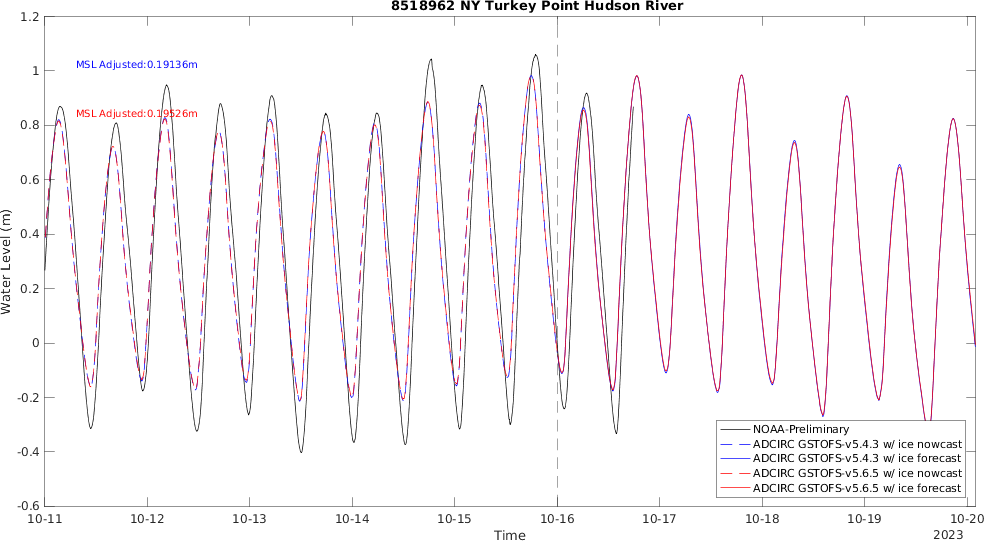 8518962 NY Turkey Point Hudson River
1.2
1
0.8
0.6
0.4
0.2
0
-0.2
-0.4
-0.6
Water Level (m)
MSL Adjusted:0.19136m
MSL Adjusted:0.19526m
NOAA-Preliminary
ADCIRC GSTOFS-v5.4.3 w/ ice nowcast
ADCIRC GSTOFS-v5.4.3 w/ ice forecast
ADCIRC GSTOFS-v5.6.5 w/ ice nowcast
ADCIRC GSTOFS-v5.6.5 w/ ice forecast
10-11 10-12 10-13 10-14 10-15 10-16 10-17 10-18 10-19 10-20
Time
2023